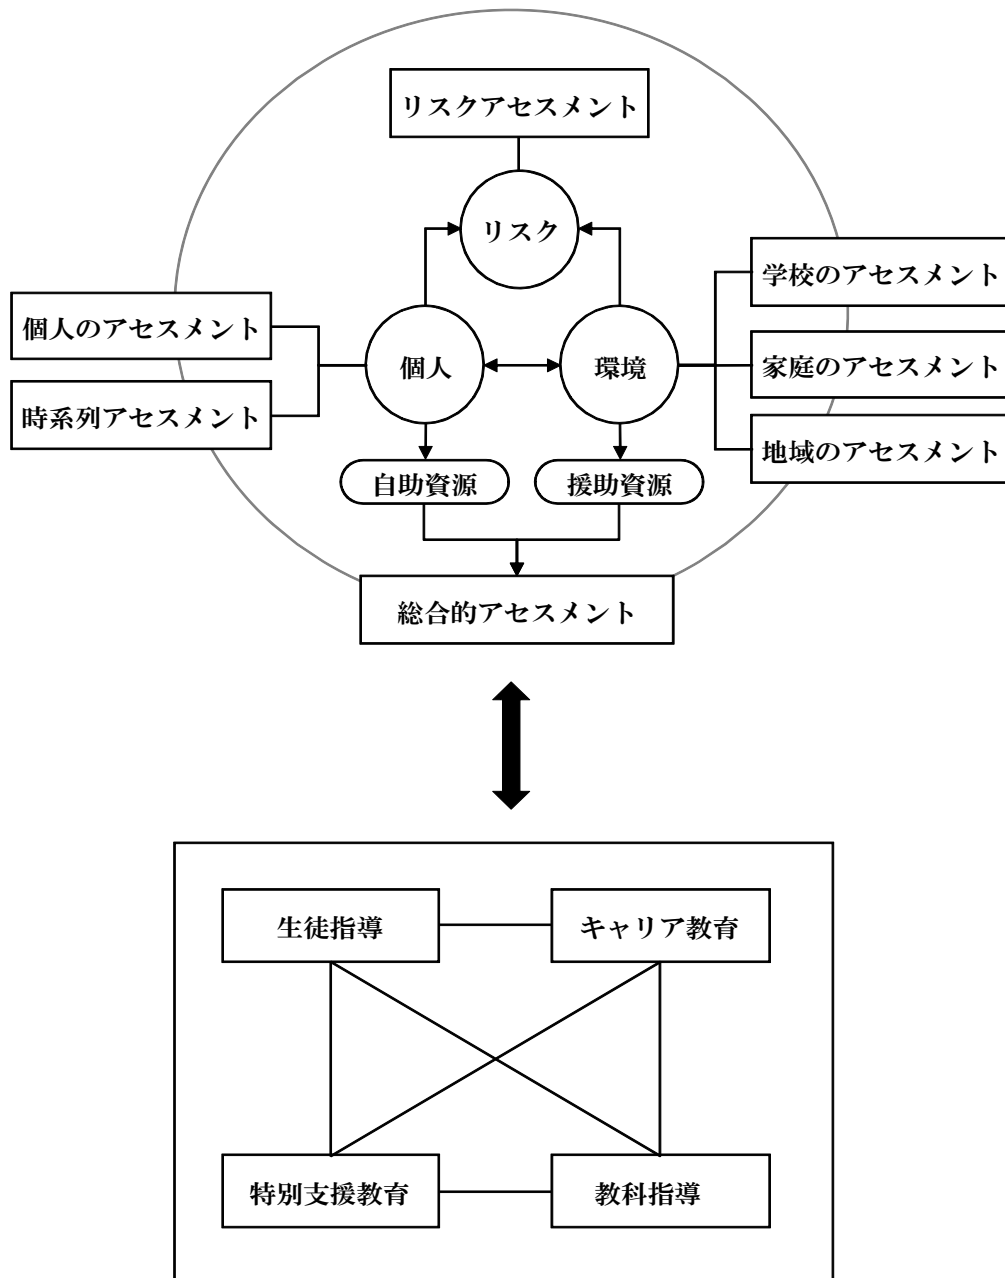 リスクアセスメント
リスク
学校のアセスメント
個人のアセスメント
個人
環境
家庭のアセスメント
時系列アセスメント
地域のアセスメント
自助資源
援助資源
総合的アセスメント
生徒指導
キャリア教育
特別支援教育
教科指導